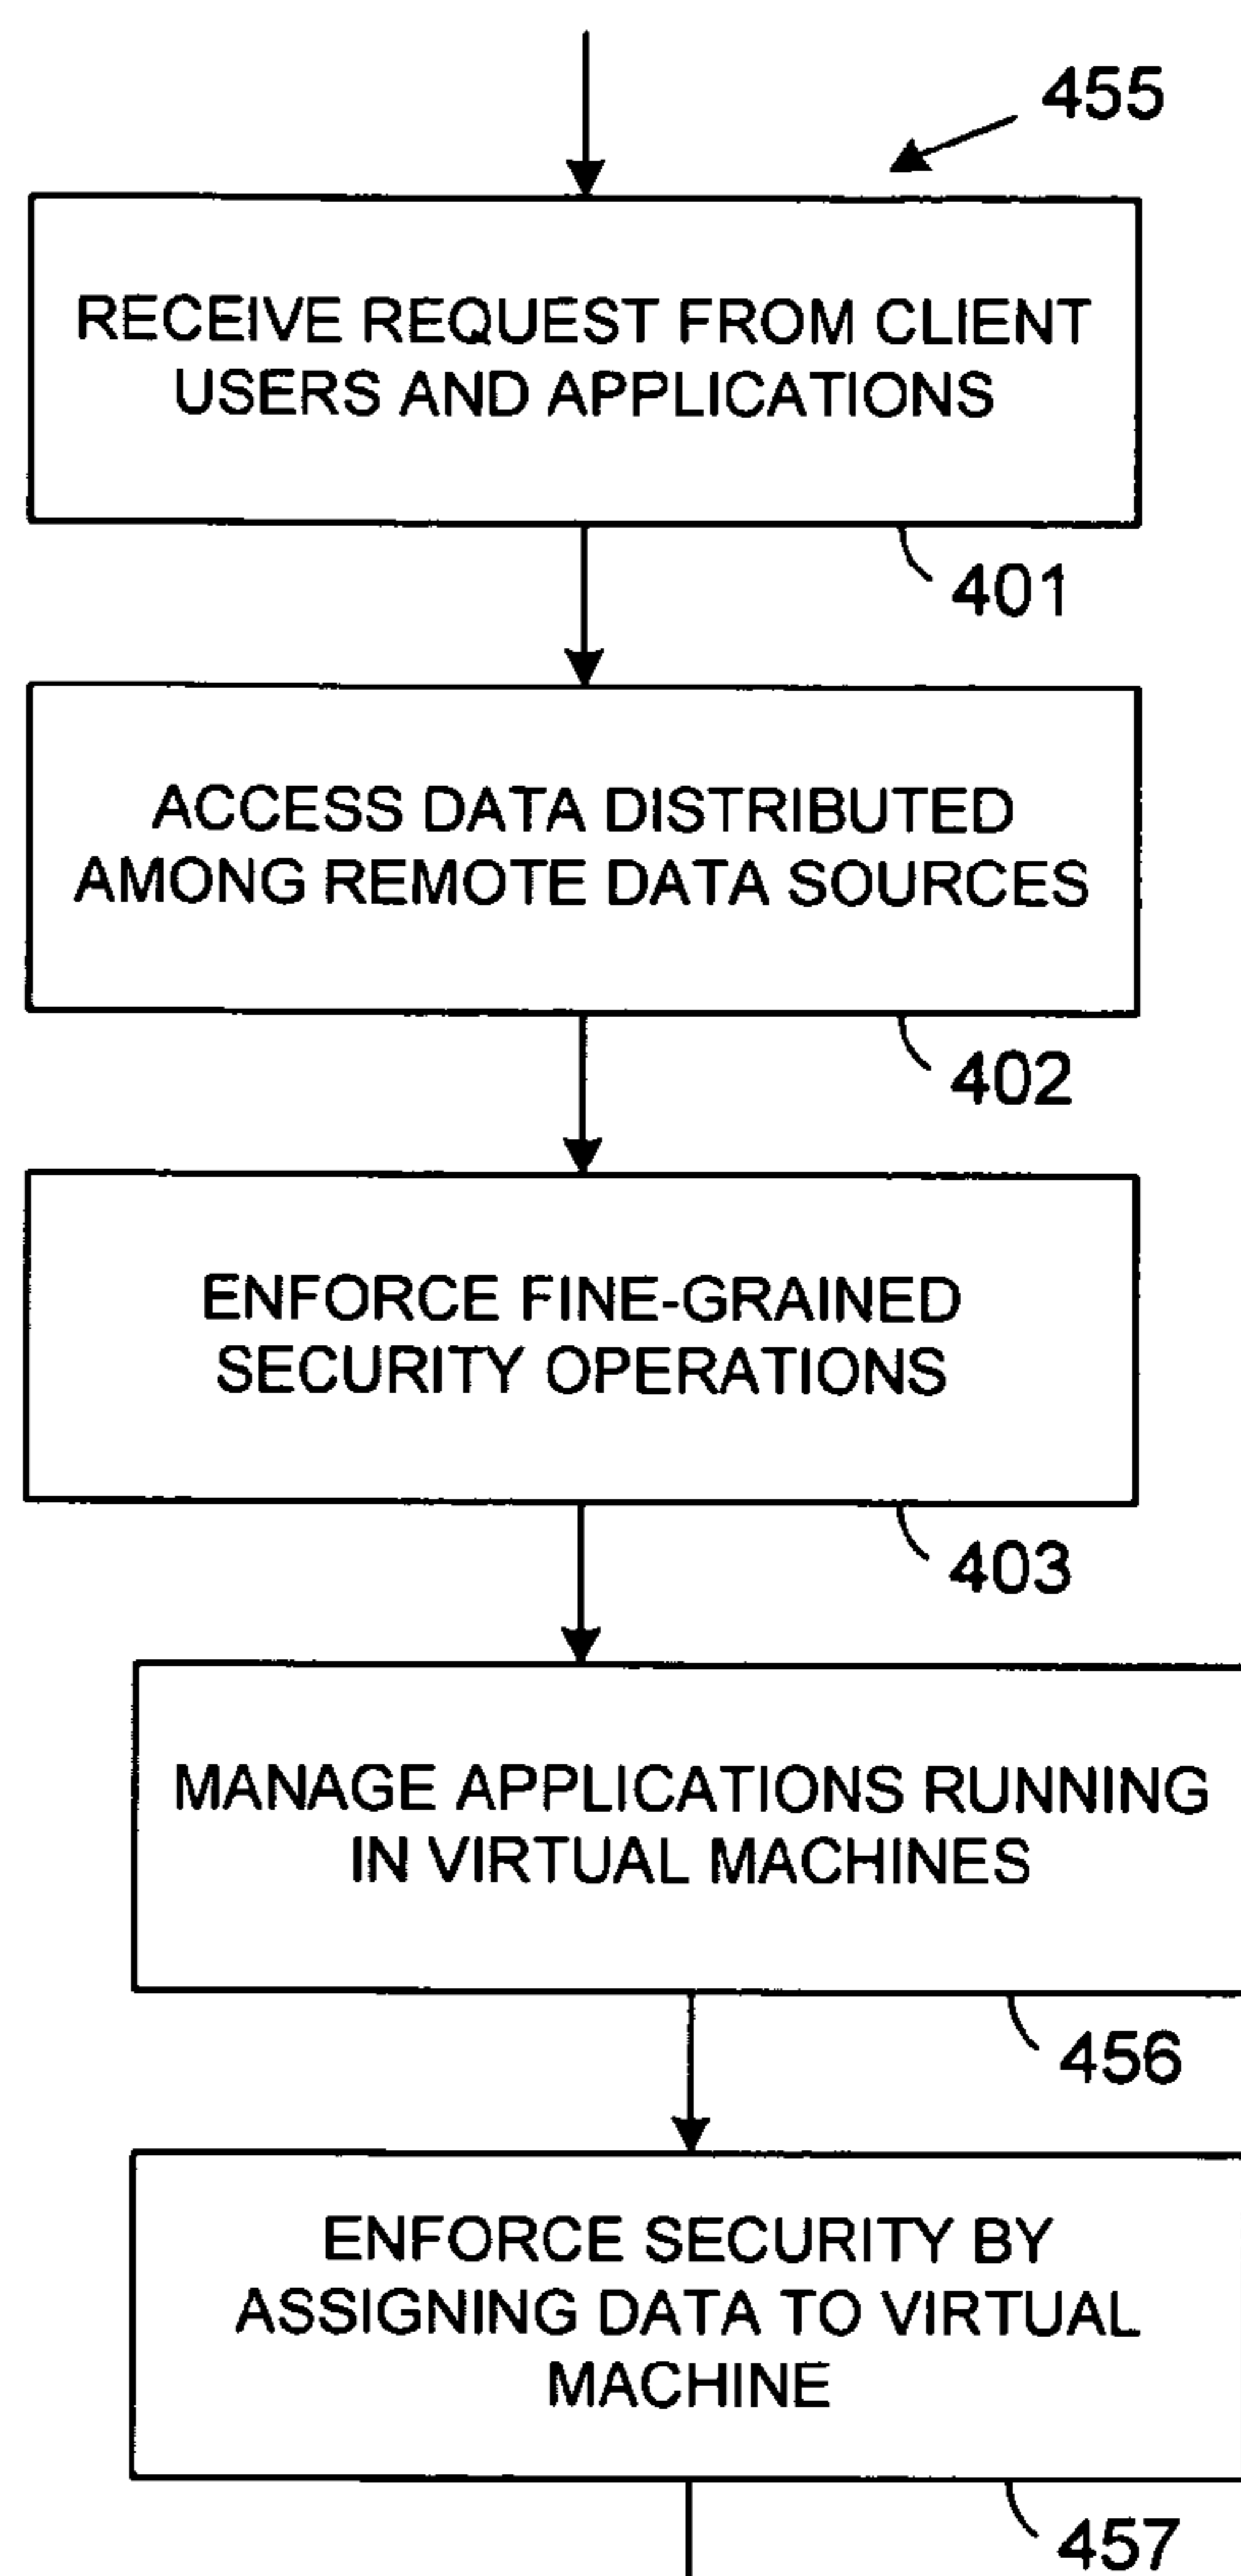 455
RECEIVE REQUEST FROM CLIENT
USERS AND APPLICATIONS
401
ACCESS DATA DISTRIBUTED
AMONG REMOTE DATA SOURCES
402
ENFORCE FINE-GRAINED
SECURITY OPERATIONS
403
MANAGE APPLICATIONS RUNNING
IN VIRTUAL MACHINES
456
ENFORCE SECURITY BY
ASSIGNING DATA TO VIRTUAL
MACHINE
457